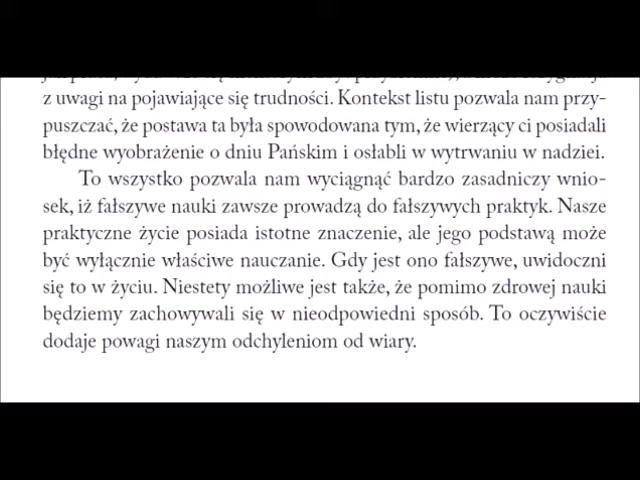 z uwagi na pojawiające się trudności. Kontekst listu pozwala nam przy-
puszczać, że postawa ta była spowodowana tym, że wierzący ci posiadali
błędne wyobrażenie o dniu Pańskim i osłabli w wytrwaniu w nadziei.
To wszystko pozwala nam wyciągnąć bardzo zasadniczy wnio-
sek, iż fałszywe nauki zawsze prowadzą do fałszywych praktyk. Nasze
praktyczne życie posiada istotne znaczenie, ale jego podstawą może
być wyłącznie właściwe nauczanie. Gdy jest ono fałszywe, uwidoczni
się to w życiu. Niestety możliwe jest także, że pomimo zdrowej nauki
będziemy zachowywali się w nieodpowiedni sposób. To oczywiście
dodaje powagi naszym odchyleniom od wiary.